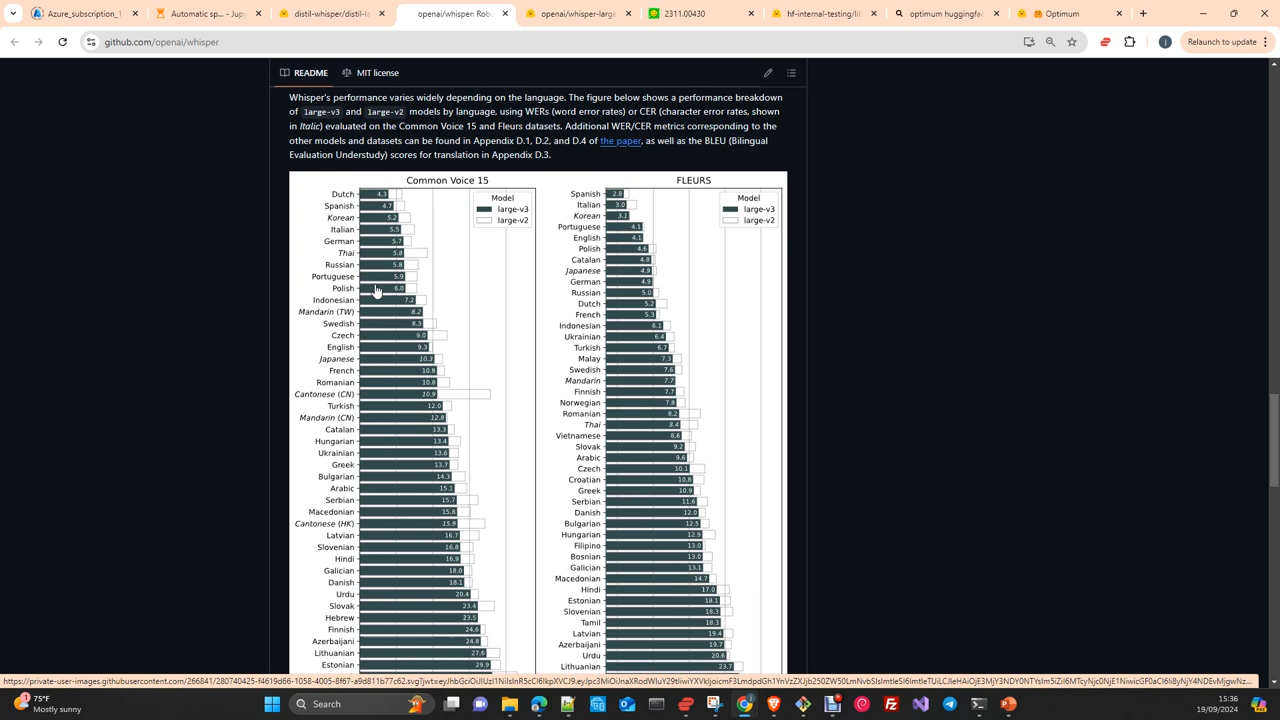 Azure_subscription_1
Automatic sp... - Jupy
distil-whisper/distil-la
openai/whisper: Rob
openai/whisper-large
2311.00430
hf-internal-testing/lib
optimum huggingfac
Optimum
github.com/openai/whisper
Relaunch to update
README
MIT license
Whisper's performance varies widely depending on the language. The figure below shows a performance breakdown
of large-v3 and large-v2 models by language, using WERs (word error rates) or CER (character error rates, shown
in Italic) evaluated on the Common Voice 15 and Fleurs datasets. Additional WER/CER metrics corresponding to the
other models and datasets can be found in Appendix D.1, D.2, and D.4 of the paper, as well as the BLEU (Bilingual
Evaluation Understudy) scores for translation in Appendix D.3.
Common Voice 15
Model
large-v3
large-v2
Dutch 4.3
Spanish 4.7
Korean 5.2
Italian 5.5
German 5.7
Thai 5.8
Russian 5.8
Portuguese 5.9
Polish 6.0
Indonesian 7.2
Mandarin (TW) 8.2
Swedish 8.3
Czech 9.0
English 9.3
Japanese 10.3
French 10.8
Romanian 10.8
Cantonese (CN) 10.9
Turkish 12.0
Mandarin (CN) 12.8
Catalan 13.3
Hungarian 13.4
Ukrainian 13.6
Greek 13.7
Bulgarian 14.3
Arabic 15.1
Serbian 15.7
Macedonian 15.8
Cantonese (HK) 15.9
Latvian 16.7
Slovenian 16.8
Hindi 16.9
Galician 18.0
Danish 18.1
Urdu 20.4
Slovak 23.4
Hebrew 23.5
Finnish 24.6
Azerbaijani 24.8
Lithuanian 27.6
Estonian 29.9
FLEURS
Model
large-v3
large-v2
Spanish 2.8
Italian 3.0
Korean 3.1
Portuguese 4.1
English 4.1
Polish 4.6
Catalan 4.8
Japanese 4.9
German 4.9
Russian 5.0
Dutch 5.2
French 5.3
Indonesian 6.1
Ukrainian 6.4
Turkish 6.7
Malay 7.3
Swedish 7.6
Mandarin 7.7
Finnish 7.7
Norwegian 7.8
Romanian 8.2
Thai 8.4
Vietnamese 8.6
Slovak 9.2
Arabic 9.6
Czech 10.1
Croatian 10.8
Greek 10.9
Serbian 11.6
Danish 12.0
Bulgarian 12.5
Hungarian 12.9
Filipino 13.0
Bosnian 13.0
Galician 13.1
Macedonian 14.7
Hindi 17.0
Estonian 18.1
Slovenian 18.3
Tamil 18.3
Latvian 19.4
Azerbaijani 19.7
Urdu 20.6
Lithuanian 23.7
75°F
Mostly sunny
Search
15:36
19/09/2024